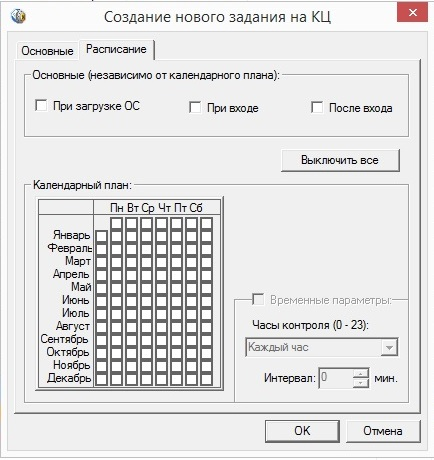 Создание нового задания на КЦ
Основные Расписание
Основные (независимо от календарного плана):
При загрузке ОС При входе После входа
Выключить все
Календарный план:
Пн Вт Ср Чт Пт Сб
Январь
Февраль
Март
Апрель
Май
Июнь
Июль
Август
Сентябрь
Октябрь
Ноябрь
Декабрь
Временные параметры:
Часы контроля (0 - 23):
Каждый час
Интервал: 0 мин.
OK Отмена